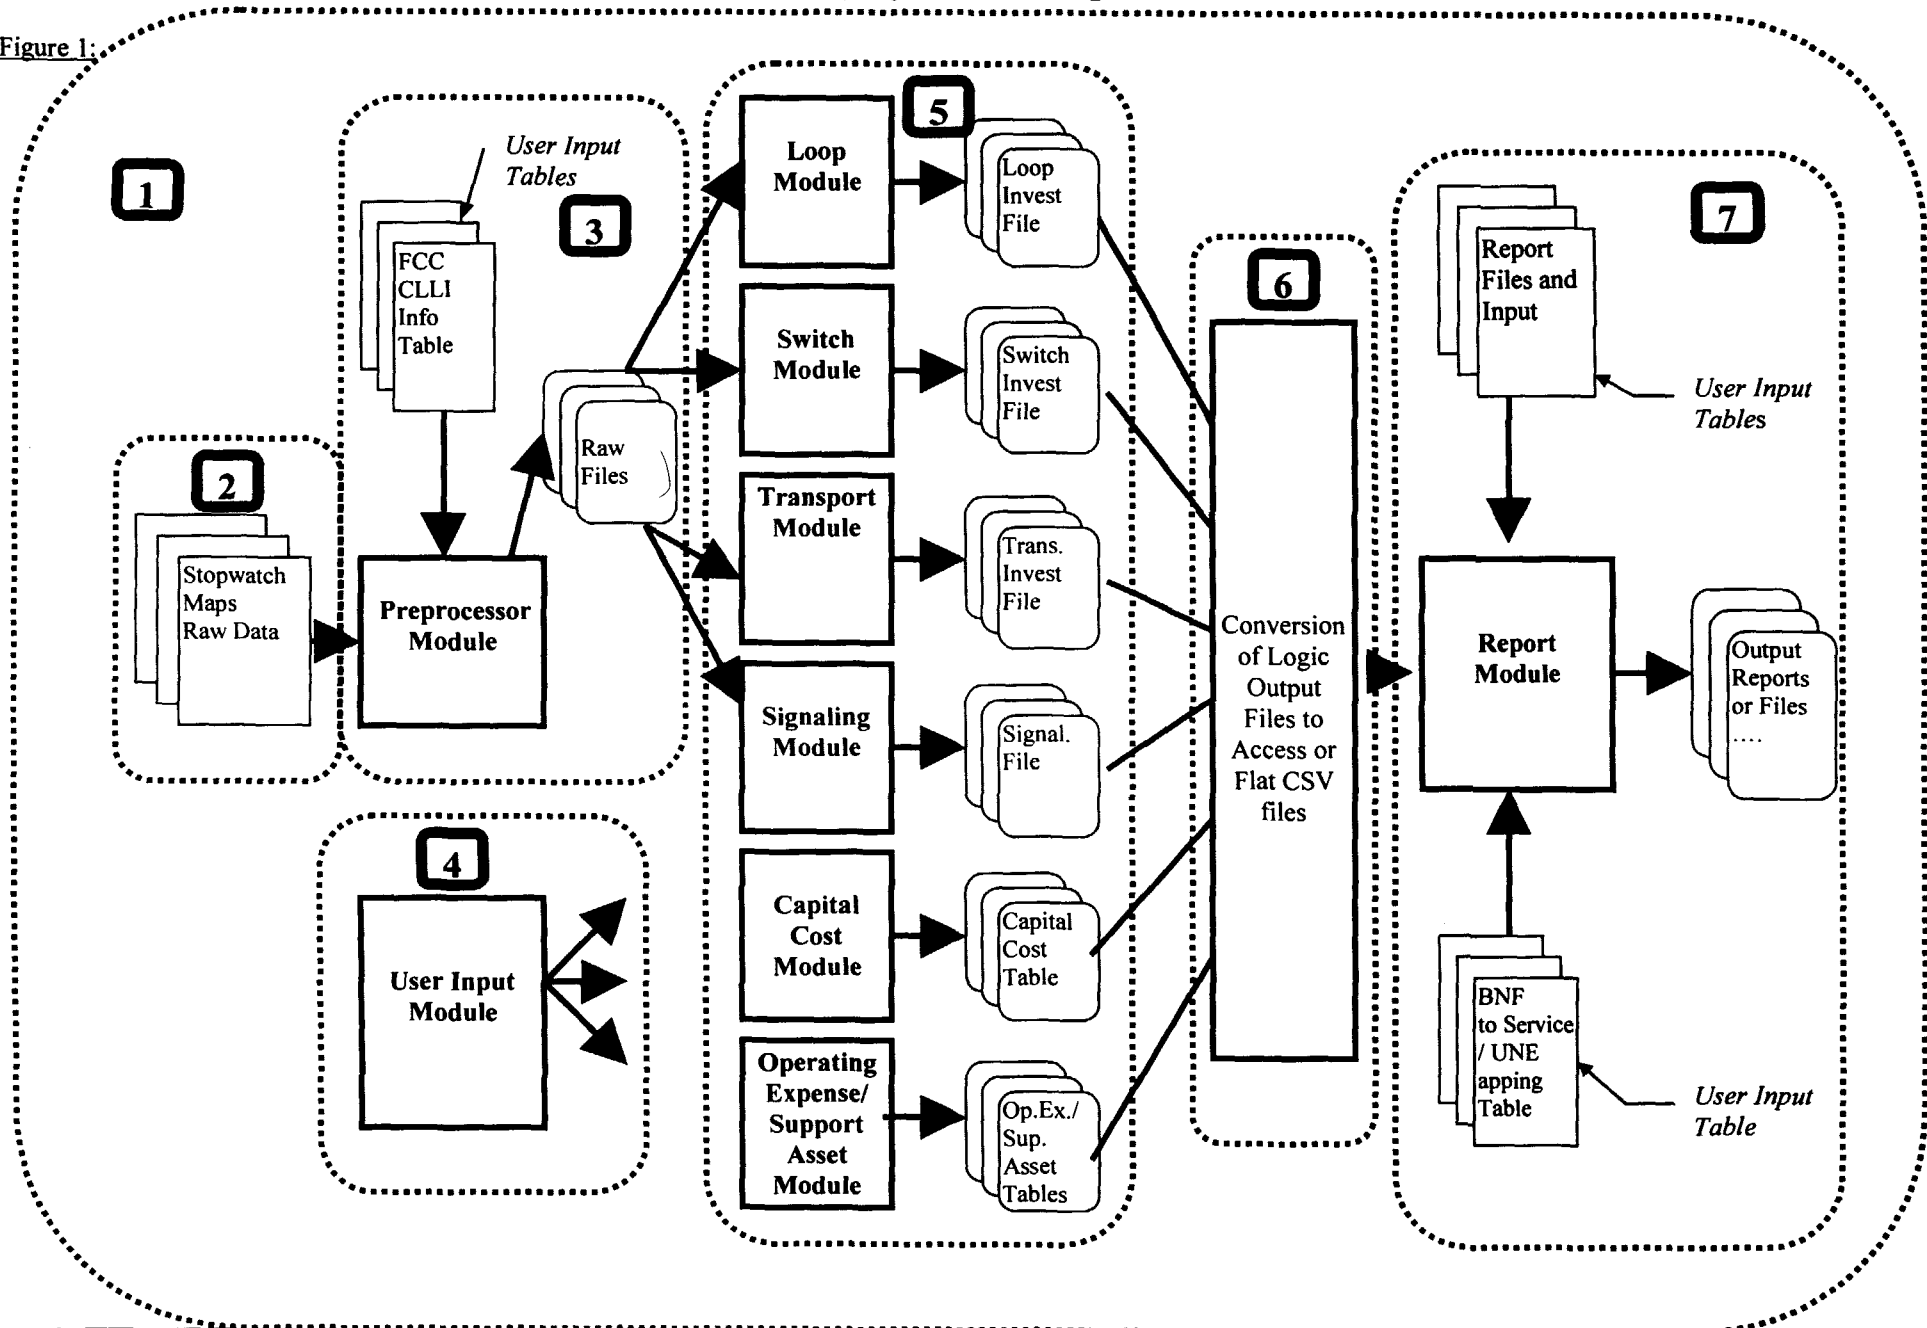 Figure 1:
1
2
Stopwatch
Maps
Raw Data
3
User Input
Tables
FCC
CLLI
Info
Table
Preprocessor
Module
Raw
Files
4
User Input
Module
5
Loop
Module
Loop
Invest
File
Switch
Module
Switch
Invest
File
Transport
Module
Trans.
Invest
File
Signaling
Module
Signal.
File
Capital
Cost
Module
Capital
Cost
Table
Operating
Expense/
Support
Asset
Module
Op.Ex./
Sup.
Asset
Tables
6
Conversion
of Logic
Output
Files to
Access or
Flat CSV
files
7
Report
Files and
Input
User Input
Tables
Report
Module
Output
Reports
or Files
....
BNF
to Service
/ UNE
apping
Table
User Input
Table